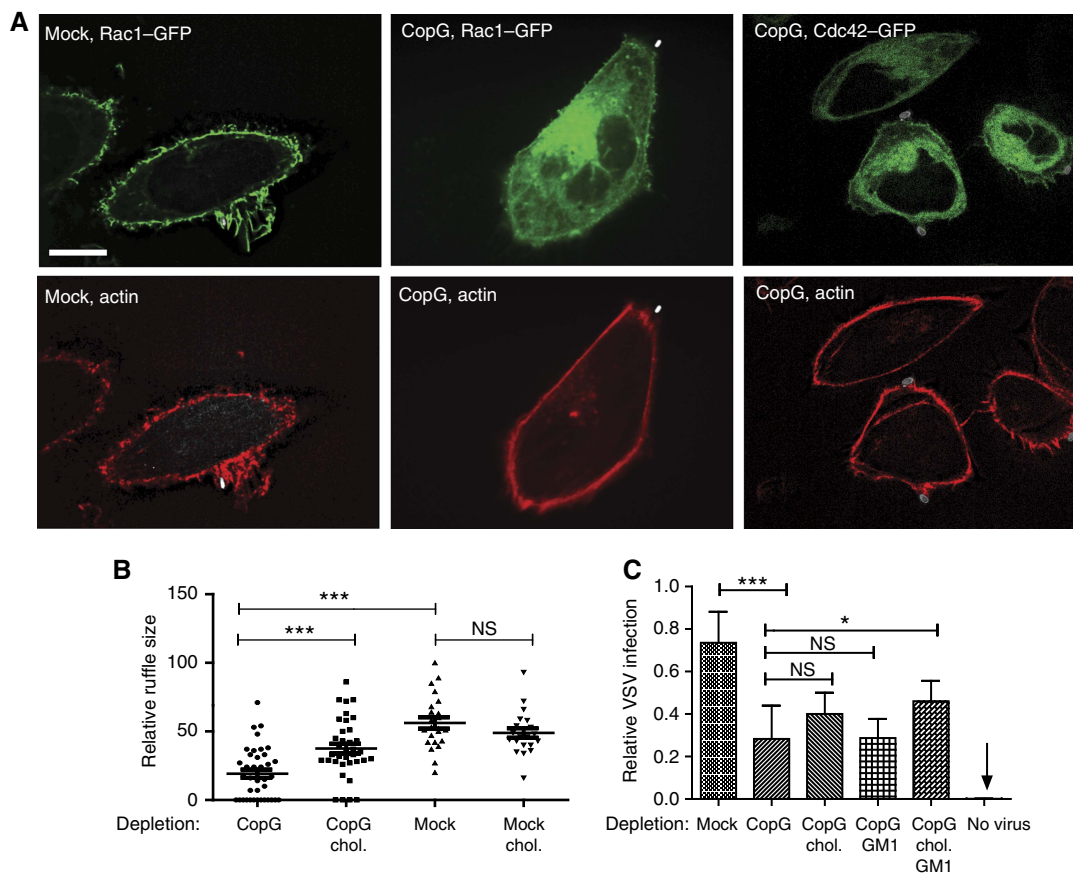 A
Mock, Rac1–GFP
CopG, Rac1–GFP
CopG, Cdc42–GFP
Mock, actin
CopG, actin
CopG, actin
B
Relative ruffle size
150
100
50
0
***
***
NS
Depletion:
CopG
CopG chol.
Mock
Mock chol.
C
Relative VSV infection
1.0
0.8
0.6
0.4
0.2
0.0
***
*
NS
NS
Depletion:
Mock
CopG
CopG chol.
CopG GM1
CopG chol. GM1
No virus